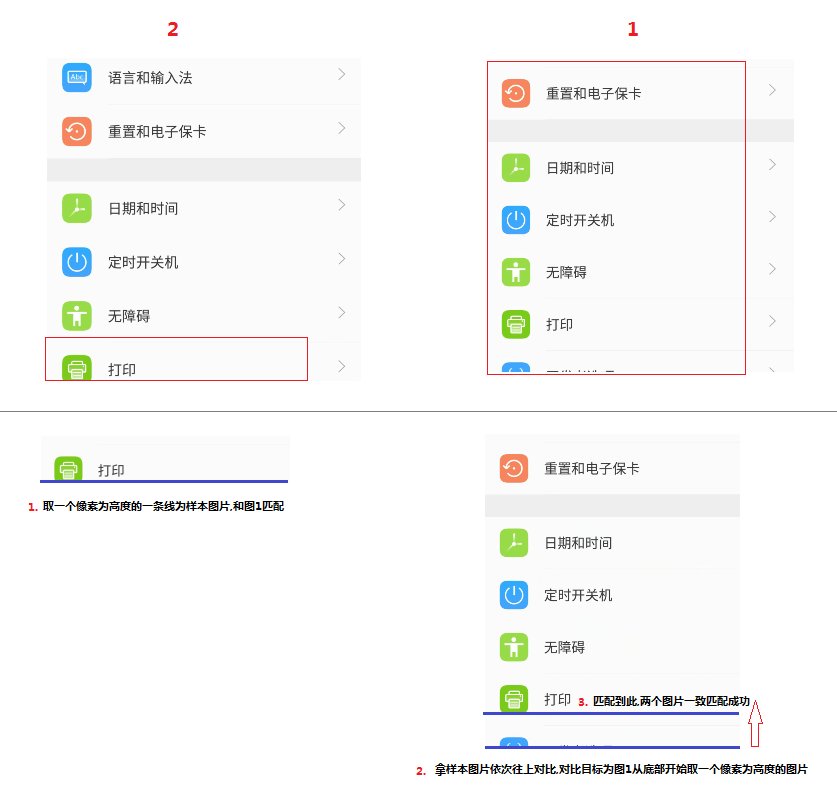 2
语言和输入法
Abc
重置和电子保卡
日期和时间
定时开关机
无障碍
打印
1
重置和电子保卡
日期和时间
定时开关机
无障碍
打印
打印
1. 取一个像素为高度的一条线为样本图片,和图1匹配
重置和电子保卡
日期和时间
定时开关机
无障碍
打印
3. 匹配到此,两个图片一致匹配成功
2. 拿样本图片依次往上对比,对比目标为图1从底部开始取一个像素为高度的图片